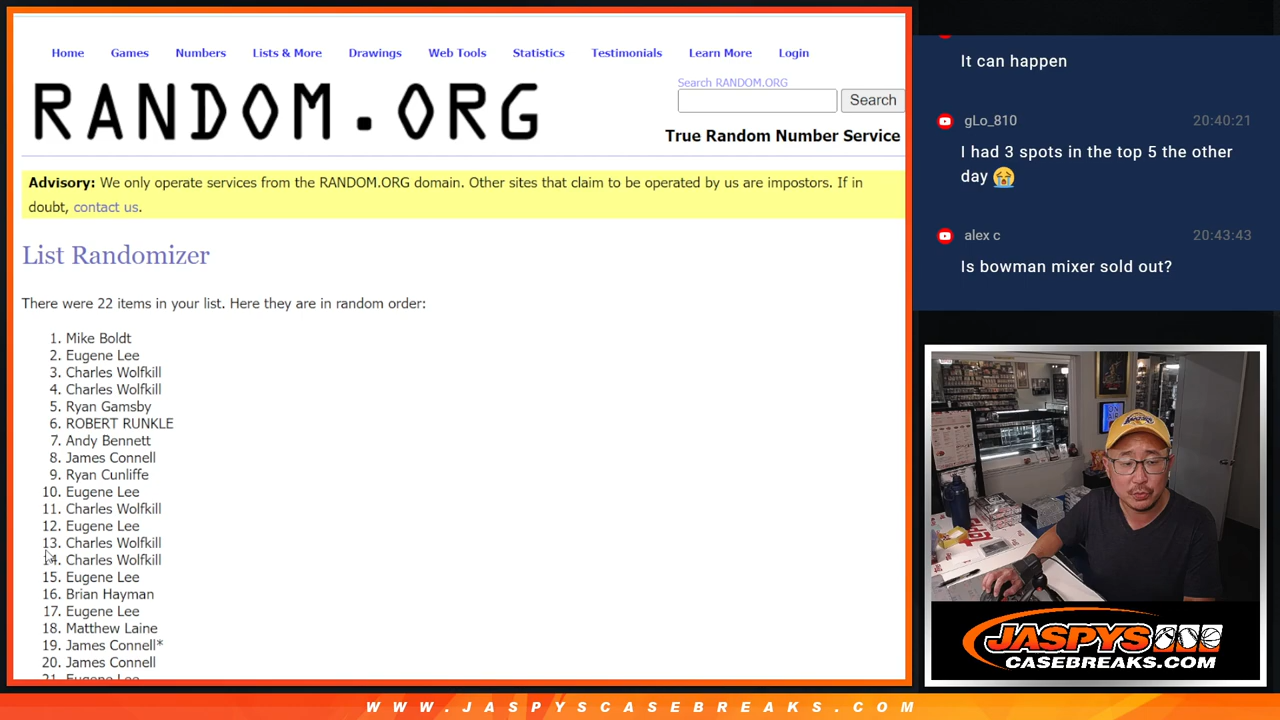 Home Games Numbers Lists & More Drawings Web Tools Statistics Testimonials Learn More Login
RANDOM.ORG
Search RANDOM.ORG
Search
True Random Number Service
Advisory: We only operate services from the RANDOM.ORG domain. Other sites that claim to be operated by us are impostors. If in
doubt, contact us.
List Randomizer
There were 22 items in your list. Here they are in random order:
1. Mike Boldt
2. Eugene Lee
3. Charles Wolfkill
4. Charles Wolfkill
5. Ryan Gamsby
6. ROBERT RUNKLE
7. Andy Bennett
8. James Connell
9. Ryan Cunliffe
10. Eugene Lee
11. Charles Wolfkill
12. Eugene Lee
13. Charles Wolfkill
14. Charles Wolfkill
15. Eugene Lee
16. Brian Hayman
17. Eugene Lee
18. Matthew Laine
19. James Connell*
20. James Connell
21. Eugene Lee
It can happen
gLo_810 20:40:21
I had 3 spots in the top 5 the other
day 😭
alex c 20:43:43
Is bowman mixer sold out?
JASPYS
CASEBREAKS.COM
WWW.JASPYSCASEBREAKS.COM